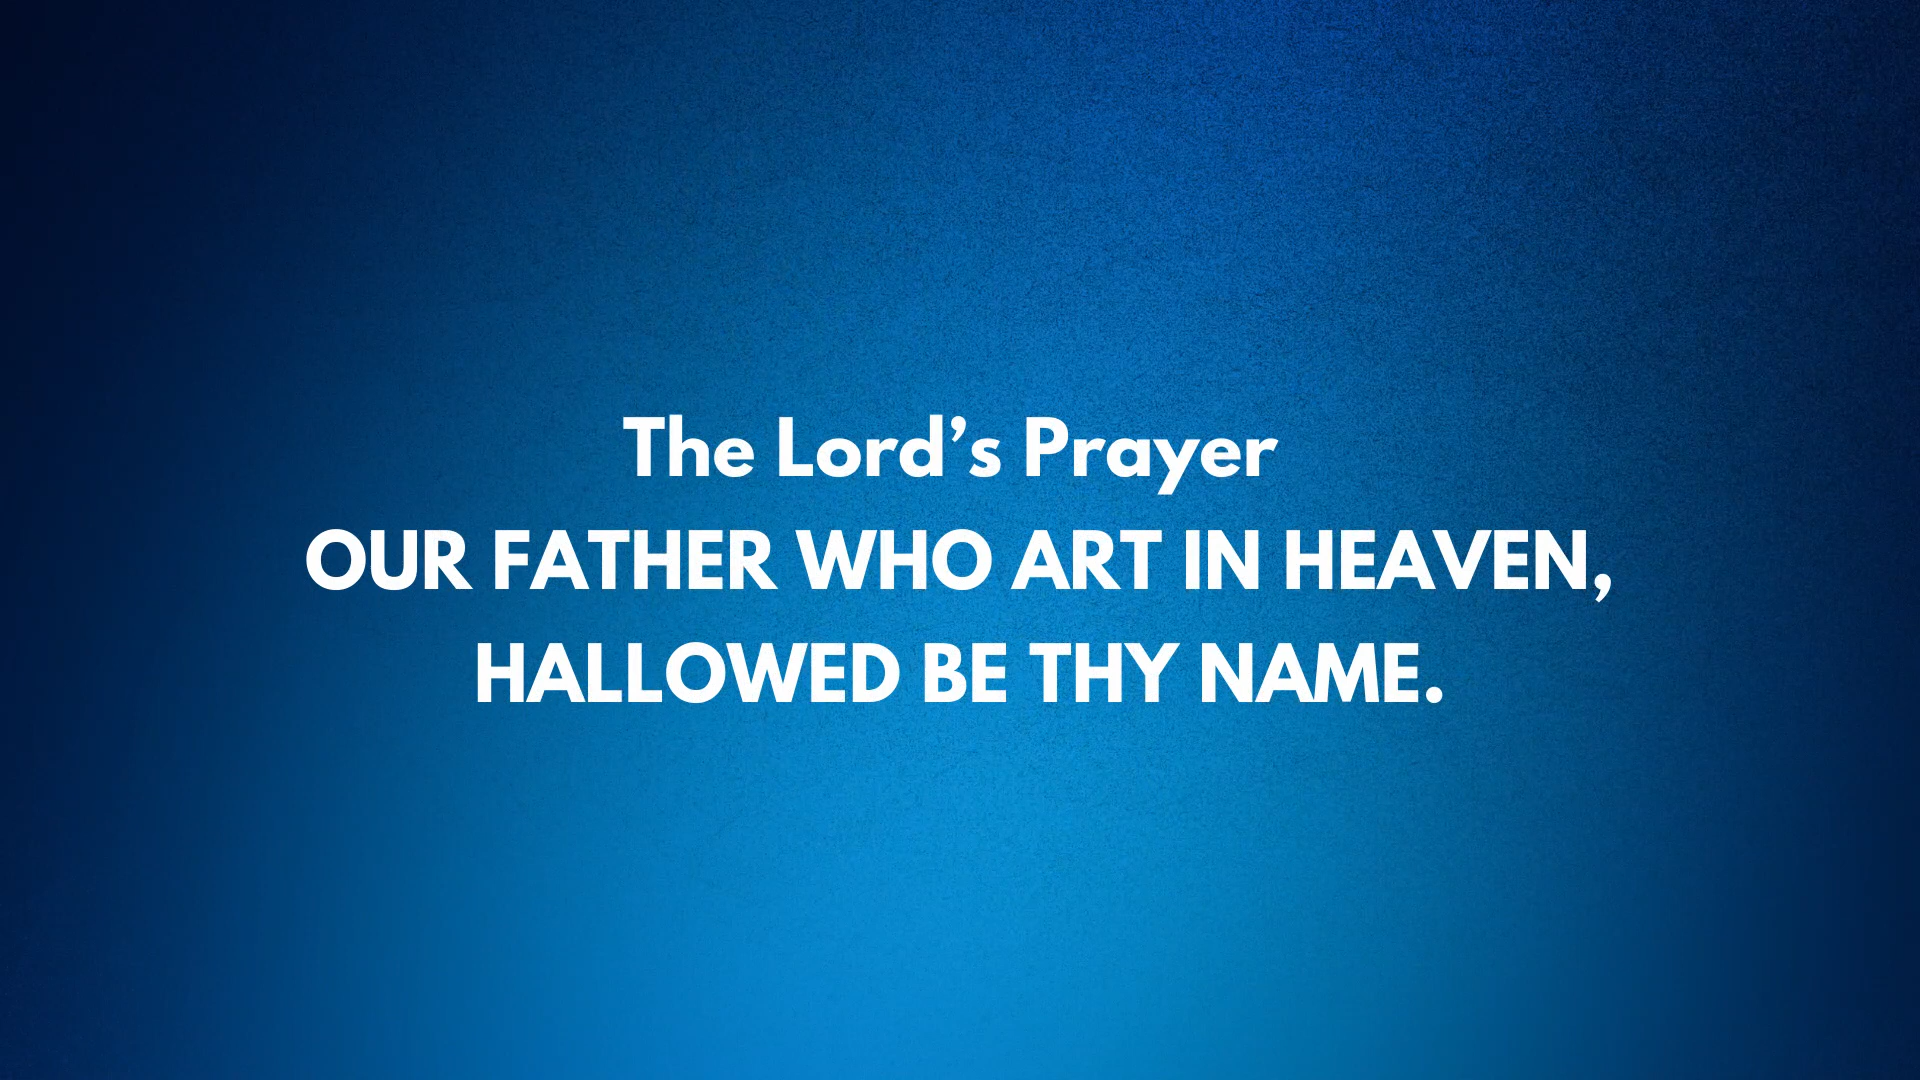 The Lord’s Prayer
OUR FATHER WHO ART IN HEAVEN,
HALLOWED BE THY NAME.